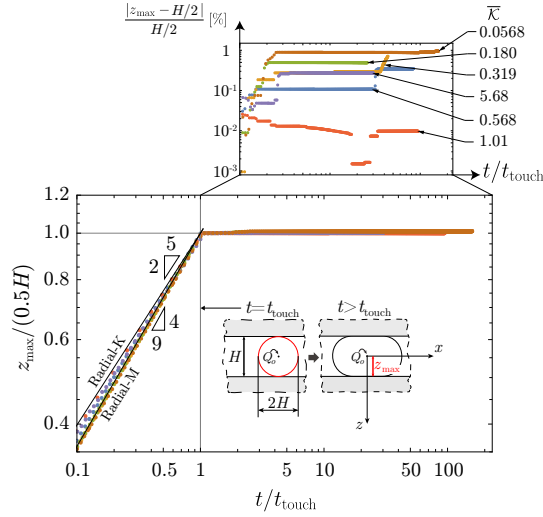 |z_max − H/2|
H/2
[%]
K̅
1
10⁻¹
10⁻²
10⁻³
0.0568
0.180
0.319
5.68
0.568
1.01
t/t_touch
1.2
1.0
0.8
0.6
0.4
z_max/(0.5H)
5
2
4
9
Radial-K
Radial-M
t=t_touch
t>t_touch
H
Q_o
2H
Q_o
x
z_max
z
0.1
0.5
1
5
10
50
100
t/t_touch